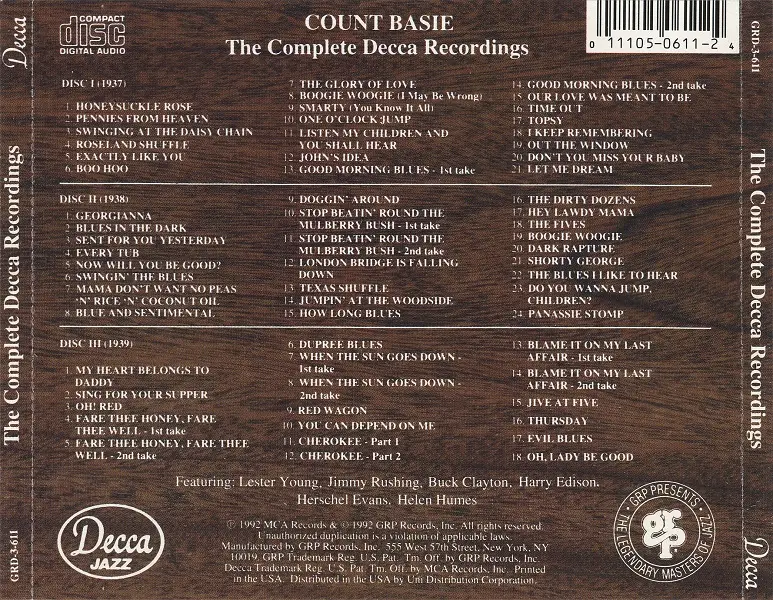 Decca
The Complete Decca Recordings
GRD-3-611
COMPACT
disc
DIGITAL AUDIO
COUNT BASIE
The Complete Decca Recordings
0 11105-0611-2 4
DISC I (1937)
1 HONEYSUCKLE ROSE
2 PENNIES FROM HEAVEN
3 SWINGING AT THE DAISY CHAIN
4 ROSELAND SHUFFLE
5 EXACTLY LIKE YOU
6 BOO HOO
7 THE GLORY OF LOVE
8 BOOGIE WOOGIE (I May Be Wrong)
9 SMARTY (You Know It All)
10 ONE O'CLOCK JUMP
11 LISTEN MY CHILDREN AND
YOU SHALL HEAR
12 JOHN'S IDEA
13 GOOD MORNING BLUES - 1st take
14 GOOD MORNING BLUES - 2nd take
15 OUR LOVE WAS MEANT TO BE
16 TIME OUT
17 TOPSY
18 I KEEP REMEMBERING
19 OUT THE WINDOW
20 DON'T YOU MISS YOUR BABY
21 LET ME DREAM
DISC II (1938)
1 GEORGIANNA
2 BLUES IN THE DARK
3 SENT FOR YOU YESTERDAY
4 EVERY TUB
5 NOW WILL YOU BE GOOD?
6 SWINGIN' THE BLUES
7 MAMA DON'T WANT NO PEAS
'N' RICE 'N' COCONUT OIL
8 BLUE AND SENTIMENTAL
9 DOGGIN' AROUND
10 STOP BEATIN' ROUND THE
MULBERRY BUSH - 1st take
11 STOP BEATIN' ROUND THE
MULBERRY BUSH - 2nd take
12 LONDON BRIDGE IS FALLING
DOWN
13 TEXAS SHUFFLE
14 JUMPIN' AT THE WOODSIDE
15 HOW LONG BLUES
16 THE DIRTY DOZENS
17 HEY LAWDY MAMA
18 THE FIVES
19 BOOGIE WOOGIE
20 DARK RAPTURE
21 SHORTY GEORGE
22 THE BLUES I LIKE TO HEAR
23 DO YOU WANNA JUMP,
CHILDREN?
24 PANASSIE STOMP
DISC III (1939)
1 MY HEART BELONGS TO
DADDY
2 SING FOR YOUR SUPPER
3 OH! RED
4 FARE THEE HONEY, FARE
THEE WELL - 1st take
5 FARE THEE HONEY, FARE THEE
WELL - 2nd take
6 DUPREE BLUES
7 WHEN THE SUN GOES DOWN -
1st take
8 WHEN THE SUN GOES DOWN -
2nd take
9 RED WAGON
10 YOU CAN DEPEND ON ME
11 CHEROKEE - Part 1
12 CHEROKEE - Part 2
13 BLAME IT ON MY LAST
AFFAIR - 1st take
14 BLAME IT ON MY LAST
AFFAIR - 2nd take
15 JIVE AT FIVE
16 THURSDAY
17 EVIL BLUES
18 OH, LADY BE GOOD
Featuring: Lester Young, Jimmy Rushing, Buck Clayton, Harry Edison,
Herschel Evans, Helen Humes
℗ 1992 MCA Records & © 1992 GRP Records, Inc. All rights reserved.
Unauthorized duplication is a violation of applicable laws.
Manufactured by GRP Records, Inc. 555 West 57th Street, New York, NY
10019. GRP Trademark Reg. U.S. Pat. Tm. Off. by GRP Records, Inc.
Decca Trademark Reg. U.S. Pat. Tm. Off. by MCA Records, Inc. Made
in the USA. Distributed in the USA by Uni Distribution Corporation.
Decca
JAZZ
GRP PRESENTS
THE LEGENDARY MASTERS OF JAZZ
GRP
GRD-3-611
The Complete Decca Recordings
Decca